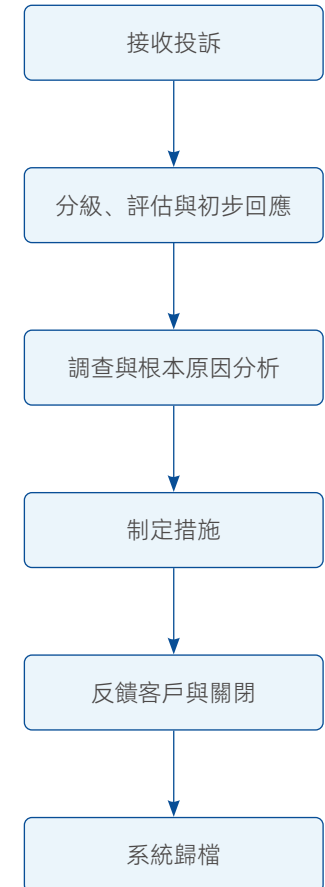 接收投訴
分級、評估與初步回應
調查與根本原因分析
制定措施
反饋客戶與關閉
系統歸檔